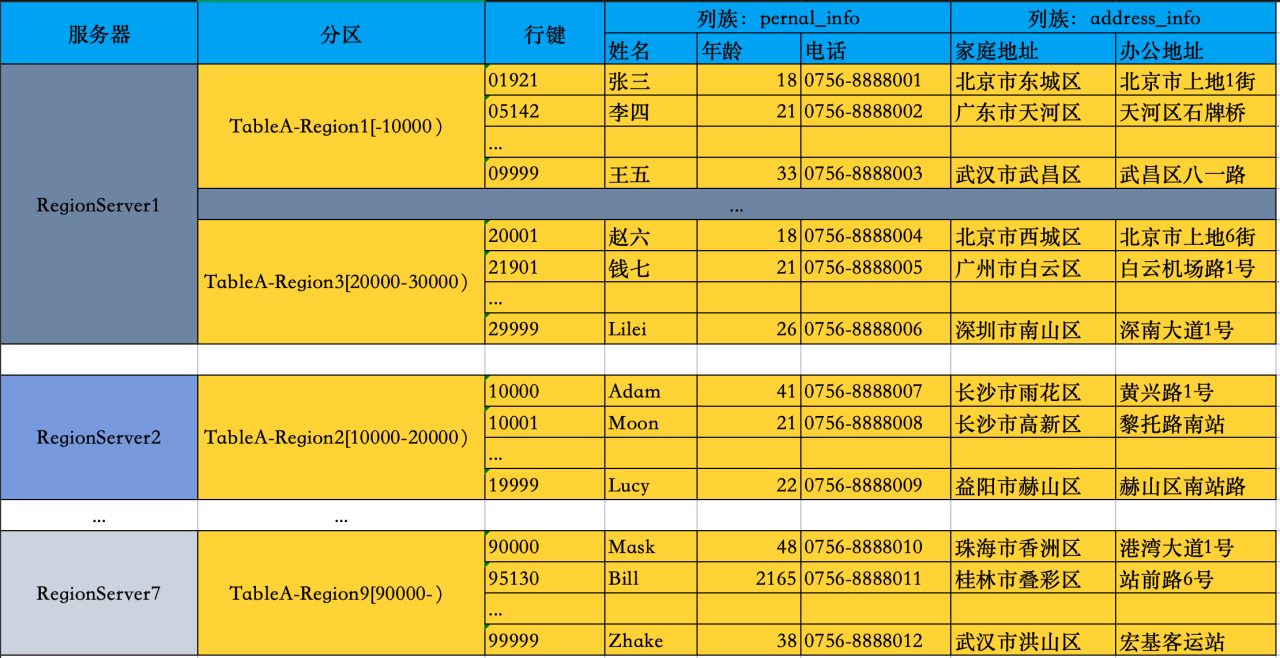 服务器 分区 行键 列族：pernal_info 列族：address_info
姓名 年龄 电话 家庭地址 办公地址
RegionServer1
TableA-Region1[-10000）
01921 张三 18 0756-8888001 北京市东城区 北京市上地1街
05142 李四 21 0756-8888002 广东市天河区 天河区石牌桥
...
09999 王五 33 0756-8888003 武汉市武昌区 武昌区八一路
...
TableA-Region3[20000-30000）
20001 赵六 18 0756-8888004 北京市西城区 北京市上地6街
21901 钱七 21 0756-8888005 广州市白云区 白云机场路1号
...
29999 Lilei 26 0756-8888006 深圳市南山区 深南大道1号
RegionServer2
TableA-Region2[10000-20000）
10000 Adam 41 0756-8888007 长沙市雨花区 黄兴路1号
10001 Moon 21 0756-8888008 长沙市高新区 黎托路南站
...
19999 Lucy 22 0756-8888009 益阳市赫山区 赫山区南站路
... ...
RegionServer7
TableA-Region9[90000-）
90000 Mask 48 0756-8888010 珠海市香洲区 港湾大道1号
95130 Bill 2165 0756-8888011 桂林市叠彩区 站前路6号
...
99999 Zhake 38 0756-8888012 武汉市洪山区 宏基客运站